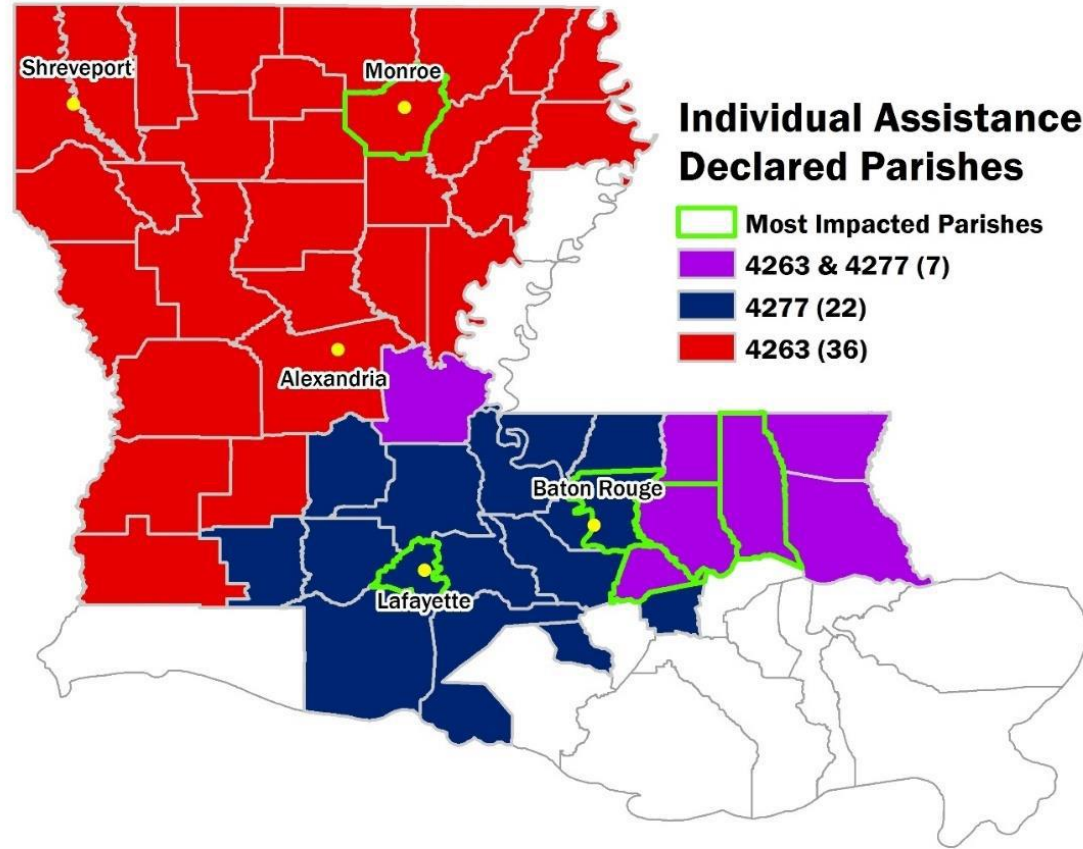 Shreveport
Monroe
Individual Assistance
Declared Parishes
Most Impacted Parishes
4263 & 4277 (7)
4277 (22)
4263 (36)
Alexandria
Baton Rouge
Lafayette